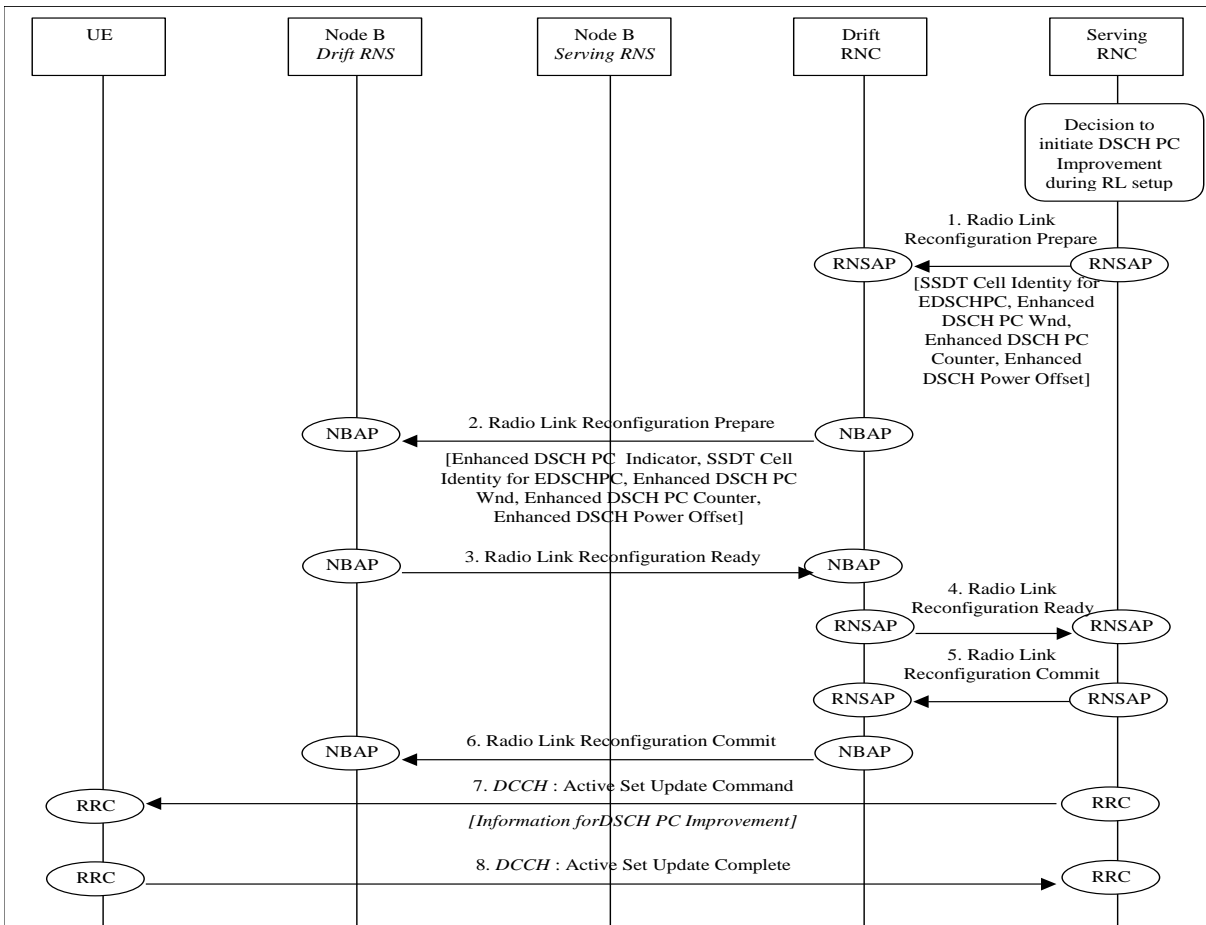 UE
Node B
Drift RNS
Node B
Serving RNS
Drift
RNC
Serving
RNC
Decision to
initiate DSCH PC
Improvement
during RL setup
1. Radio Link
Reconfiguration Prepare
RNSAP
RNSAP
[SSDT Cell Identity for
EDSCHPC, Enhanced
DSCH PC Wnd,
Enhanced DSCH PC
Counter, Enhanced
DSCH Power Offset]
2. Radio Link Reconfiguration Prepare
NBAP
NBAP
[Enhanced DSCH PC Indicator, SSDT Cell
Identity for EDSCHPC, Enhanced DSCH PC
Wnd, Enhanced DSCH PC Counter,
Enhanced DSCH Power Offset]
3. Radio Link Reconfiguration Ready
NBAP
NBAP
4. Radio Link
Reconfiguration Ready
RNSAP
RNSAP
5. Radio Link
Reconfiguration Commit
RNSAP
RNSAP
6. Radio Link Reconfiguration Commit
NBAP
NBAP
7. DCCH : Active Set Update Command
RRC
RRC
[Information forDSCH PC Improvement]
8. DCCH : Active Set Update Complete
RRC
RRC